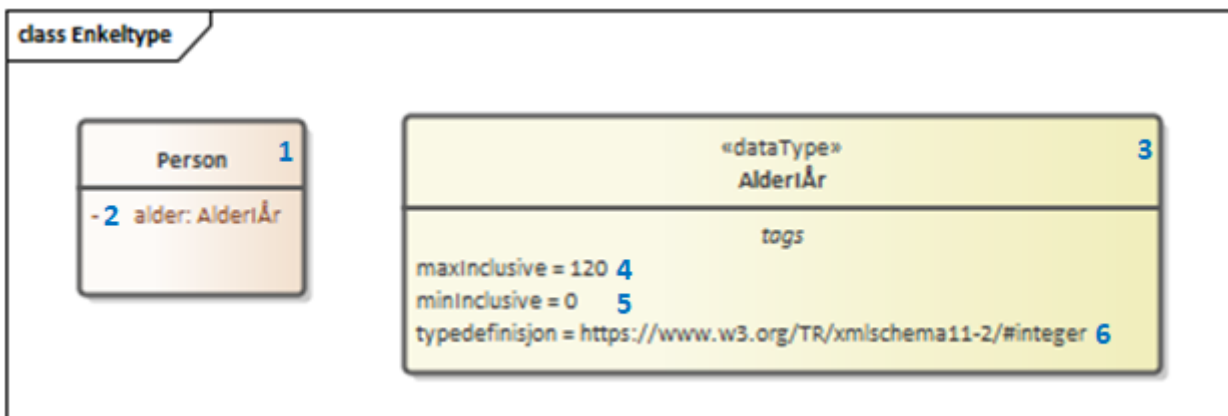 class Enkeltype
Person 1
- 2 alder: AlderIÅr
«dataType» 3
AlderIÅr
tags
maxInclusive = 120 4
minInclusive = 0 5
typedefinisjon = https://www.w3.org/TR/xmlschema11-2/#integer 6